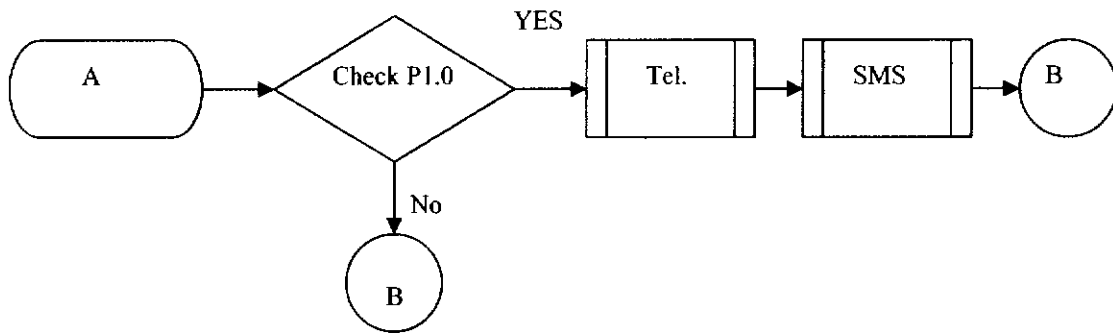 YES
A
Check P1.0
Tel.
SMS
B
No
B